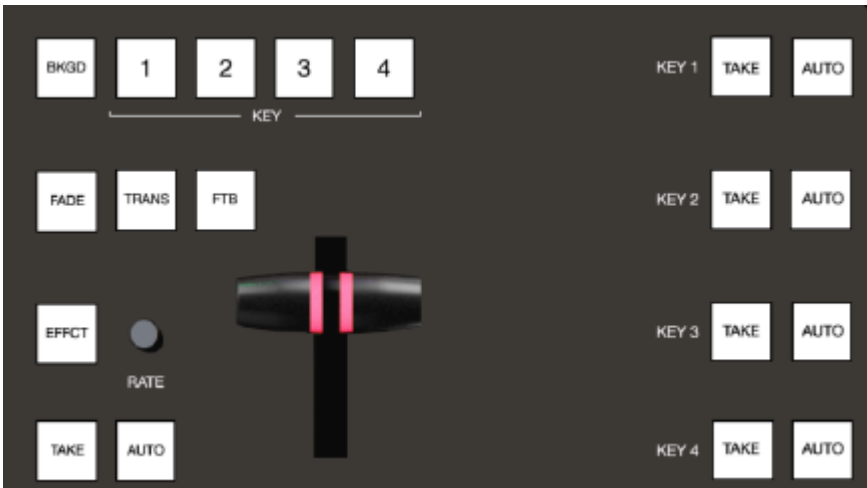 BKGD 1 2 3 4 KEY 1 TAKE AUTO
KEY
FADE TRANS FTB KEY 2 TAKE AUTO
EFFCT KEY 3 TAKE AUTO
RATE
TAKE AUTO KEY 4 TAKE AUTO